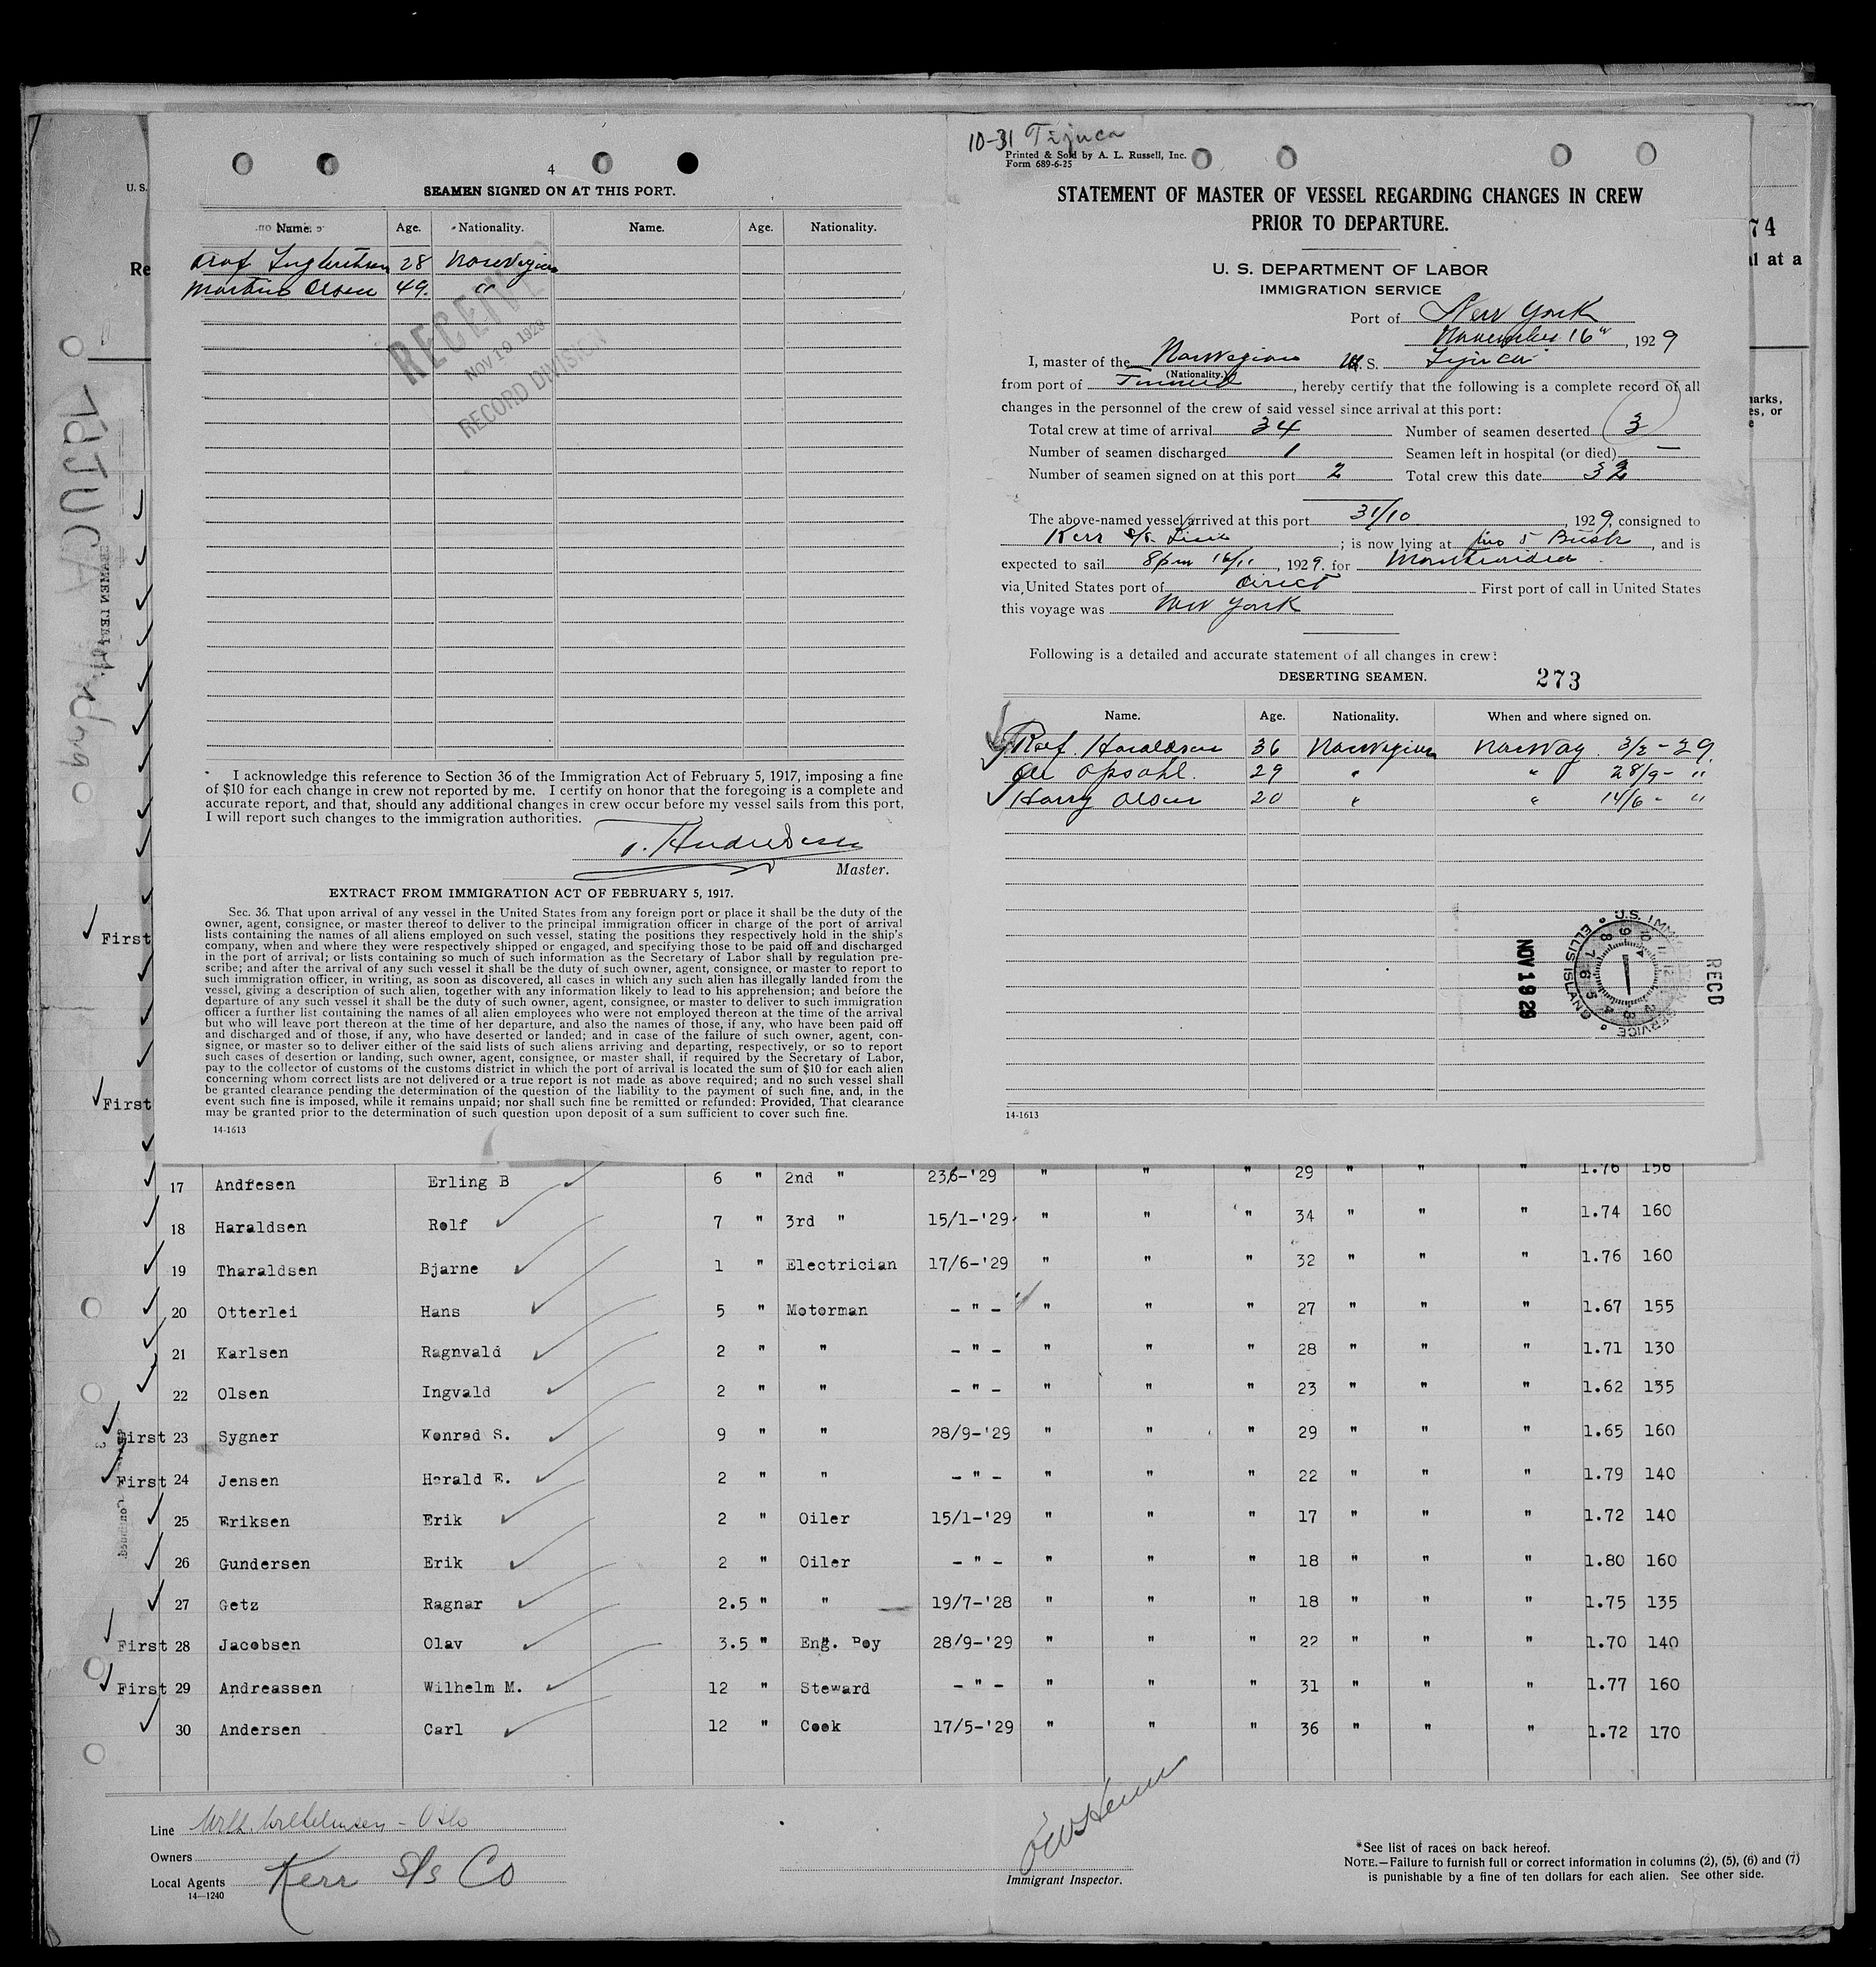 4
SEAMEN SIGNED ON AT THIS PORT.
Name. Age. Nationality. Name. Age. Nationality.
Olaf 28 Norwegian
Martin Olsen 49. "
RECEIVED
NOV 19 1929
RECORD DIVISION
I acknowledge this reference to Section 36 of the Immigration Act of February 5, 1917, imposing a fine
of $10 for each change in crew not reported by me. I certify on honor that the foregoing is a complete and
accurate report, and that, should any additional changes in crew occur before my vessel sails from this port,
I will report such changes to the immigration authorities.
T. Andresen
Master.
EXTRACT FROM IMMIGRATION ACT OF FEBRUARY 5, 1917.
Sec. 36. That upon arrival of any vessel in the United States from any foreign port or place it shall be the duty of the
owner, agent, consignee, or master thereof to deliver to the principal immigration officer in charge of the port of arrival
lists containing the names of all aliens employed on such vessel, stating the positions they respectively hold in the ship's
company, when and where they were respectively shipped or engaged, and specifying those to be paid off and discharged
in the port of arrival; or lists containing so much of such information as the Secretary of Labor shall by regulation pre-
scribe; and after the arrival of any such vessel it shall be the duty of such owner, agent, consignee, or master to report to
such immigration officer, in writing, as soon as discovered, all cases in which any such alien has illegally landed from the
vessel, giving a description of such alien, together with any information likely to lead to his apprehension; and before the
departure of any such vessel it shall be the duty of such owner, agent, consignee, or master to deliver to such immigration
officer a further list containing the names of all alien employees who were not employed thereon at the time of the arrival
but who will leave port thereon at the time of her departure, and also the names of those, if any, who have been paid off
and discharged and of those, if any, who have deserted or landed; and in case of the failure of such owner, agent, con-
signee, or master so to deliver either of the said lists of such aliens arriving and departing, respectively, or so to report
such cases of desertion or landing, such owner, agent, consignee, or master shall, if required by the Secretary of Labor,
pay to the collector of customs of the customs district in which the port of arrival is located the sum of $10 for each alien
concerning whom correct lists are not delivered or a true report is not made as above required; and no such vessel shall
be granted clearance pending the determination of the question of the liability to the payment of such fine, and, in the
event such fine is imposed, while it remains unpaid; nor shall such fine be remitted or refunded: Provided, That clearance
may be granted prior to the determination of such question upon deposit of a sum sufficient to cover such fine.
14-1613
10-31 Tijuca
Printed & Sold by A. L. Russell, Inc.
Form 689-6-25
STATEMENT OF MASTER OF VESSEL REGARDING CHANGES IN CREW
PRIOR TO DEPARTURE.
U. S. DEPARTMENT OF LABOR
IMMIGRATION SERVICE
Port of New York
November 16", 1929
I, master of the Norwegian M. S. Tijuca
(Nationality.)
from port of , hereby certify that the following is a complete record of all
changes in the personnel of the crew of said vessel since arrival at this port:
Total crew at time of arrival 34 Number of seamen deserted 3
Number of seamen discharged 1 Seamen left in hospital (or died) —
Number of seamen signed on at this port 2 Total crew this date 32
The above-named vessel arrived at this port 31/10, 1929, consigned to
Kerr S/S. Line ; is now lying at Pier 5 Bush, and is
expected to sail 8 pm 16/11, 1929. for Montevideo
via United States port of Direct First port of call in United States
this voyage was New York
Following is a detailed and accurate statement of all changes in crew:
DESERTING SEAMEN. 273
Name. Age. Nationality. When and where signed on.
Rolf. Haraldsen 36 Norwegian Norway. 3/2-29.
Ole Opsahl. 29 " " 28/9- "
Harry Olsen 20 " " 14/6- "
RECD
U.S. IMMIGRATION SERVICE ELLIS ISLAND
NOV 19 29
14-1613
U. S.
Re
74
l at a
arks,
es, or
e
TIJUCA
First
First
17 Andresen Erling B 6 " 2nd " 236-'29 " " " 29 " " " 1.76 156
18 Haraldsen Rolf 7 " 3rd " 15/1-'29 " " " 34 " " " 1.74 160
19 Tharaldsen Bjarne 1 " Electrician 17/6-'29 " " " 32 " " " 1.76 160
20 Otterlei Hans 5 " Motorman - " - " " " 27 " " " 1.67 155
21 Karlsen Ragnvald 2 " " - " - " " " 28 " " " 1.71 130
22 Olsen Ingvald 2 " " - " - " " " 23 " " " 1.62 135
First 23 Sygner Konrad S. 9 " " 28/9-'29 " " " 29 " " " 1.65 160
First 24 Jensen Harald E. 2 " " - " - " " " 22 " " " 1.79 140
25 Eriksen Erik 2 " Oiler 15/1-'29 " " " 17 " " " 1.72 140
26 Gundersen Erik 2 " Oiler - " - " " " 18 " " " 1.80 160
27 Getz Ragnar 2.5 " " 19/7-'28 " " " 18 " " " 1.75 135
First 28 Jacobsen Olav 3.5 " Eng. Boy 28/9-'29 " " " 22 " " " 1.70 140
First 29 Andreassen Wilhelm M. 12 " Steward - " - " " " 31 " " " 1.77 160
30 Andersen Carl 12 " Cook 17/5-'29 " " " 36 " " " 1.72 170
Line Wilh. Wilhelmsen - Oslo
Owners
Local Agents Kerr S/S Co
14—1240
Immigrant Inspector.
*See list of races on back hereof.
NOTE.—Failure to furnish full or correct information in columns (2), (5), (6) and (7)
is punishable by a fine of ten dollars for each alien. See other side.